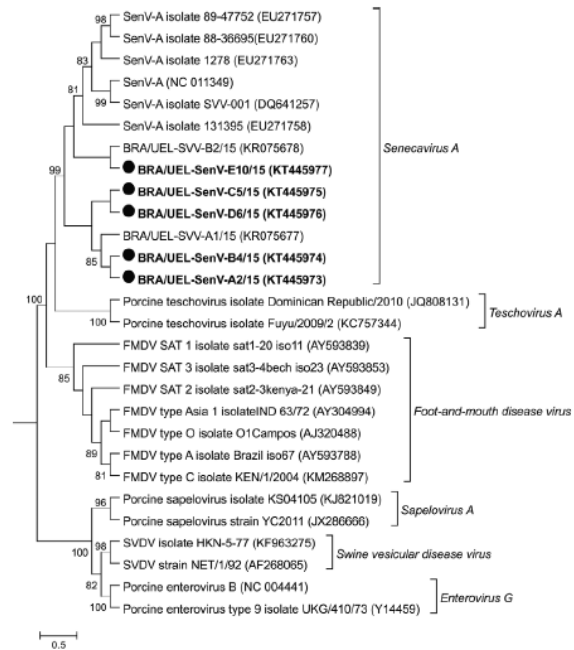 SenV-A isolate 89-47752 (EU271757)
98
SenV-A isolate 88-36695(EU271760)
83
SenV-A isolate 1278 (EU271763)
81
SenV-A (NC 011349)
99
SenV-A isolate SVV-001 (DQ641257)
SenV-A isolate 131395 (EU271758)
BRA/UEL-SVV-B2/15 (KR075678)
Senecavirus A
99
BRA/UEL-SenV-E10/15 (KT445977)
BRA/UEL-SenV-C5/15 (KT445975)
BRA/UEL-SenV-D6/15 (KT445976)
BRA/UEL-SVV-A1/15 (KR075677)
85
BRA/UEL-SenV-B4/15 (KT445974)
BRA/UEL-SenV-A2/15 (KT445973)
100
Porcine teschovirus isolate Dominican Republic/2010 (JQ808131)
Teschovirus A
100
Porcine teschovirus isolate Fuyu/2009/2 (KC757344)
FMDV SAT 1 isolate sat1-20 iso11 (AY593839)
FMDV SAT 3 isolate sat3-4bech iso23 (AY593853)
85
FMDV SAT 2 isolate sat2-3kenya-21 (AY593849)
FMDV type Asia 1 isolateIND 63/72 (AY304994)
Foot-and-mouth disease virus
FMDV type O isolate O1Campos (AJ320488)
89
FMDV type A isolate Brazil iso67 (AY593788)
81
FMDV type C isolate KEN/1/2004 (KM268897)
96
Porcine sapelovirus isolate KS04105 (KJ821019)
Sapelovirus A
Porcine sapelovirus strain YC2011 (JX286666)
100
98
SVDV isolate HKN-5-77 (KF963275)
Swine vesicular disease virus
SVDV strain NET/1/92 (AF268065)
82
Porcine enterovirus B (NC 004441)
Enterovirus G
100
Porcine enterovirus type 9 isolate UKG/410/73 (Y14459)
0.5